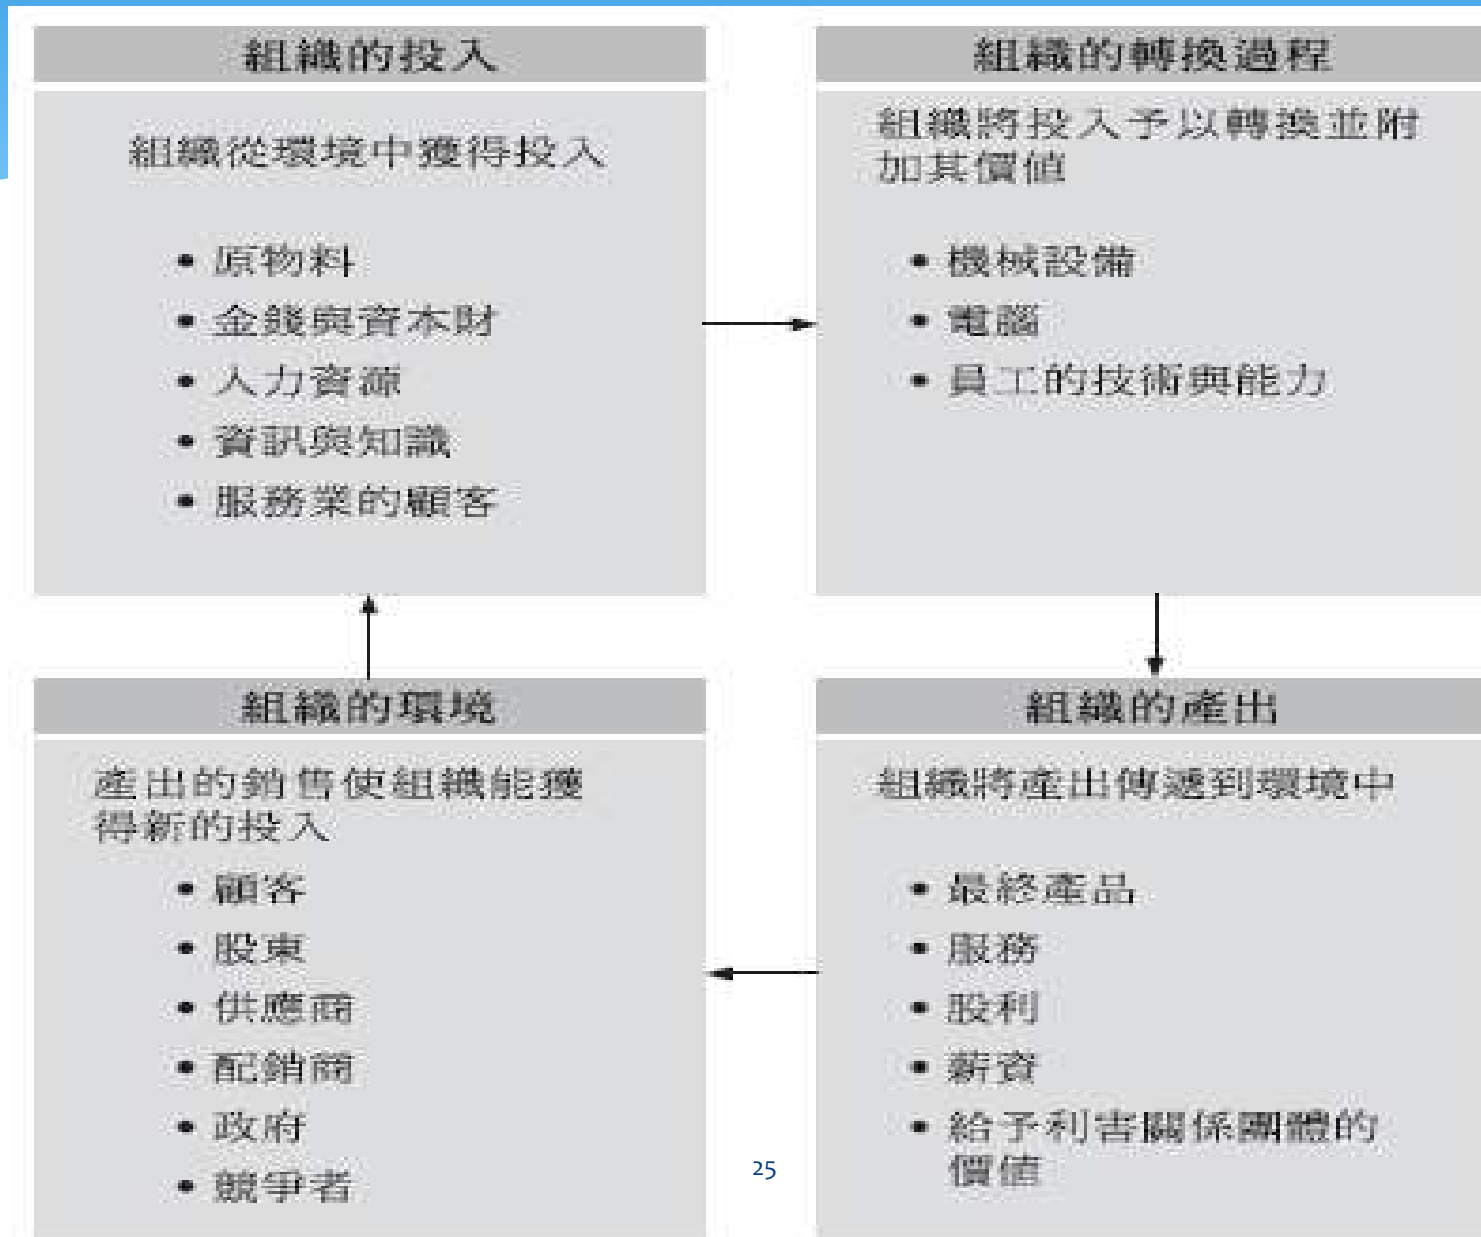 組織的投入
組織從環境中獲得投入
• 原物料
• 金錢與資本財
• 人力資源
• 資訊與知識
• 服務業的顧客
組織的轉換過程
組織將投入予以轉換並附
加其價值
• 機械設備
• 電腦
• 員工的技術與能力
組織的環境
產出的銷售使組織能獲
得新的投入
• 顧客
• 股東
• 供應商
• 配銷商
• 政府
• 競爭者
組織的產出
組織將產出傳遞到環境中
• 最終產品
• 服務
• 股利
• 薪資
• 給予利害關係團體的
價值
25